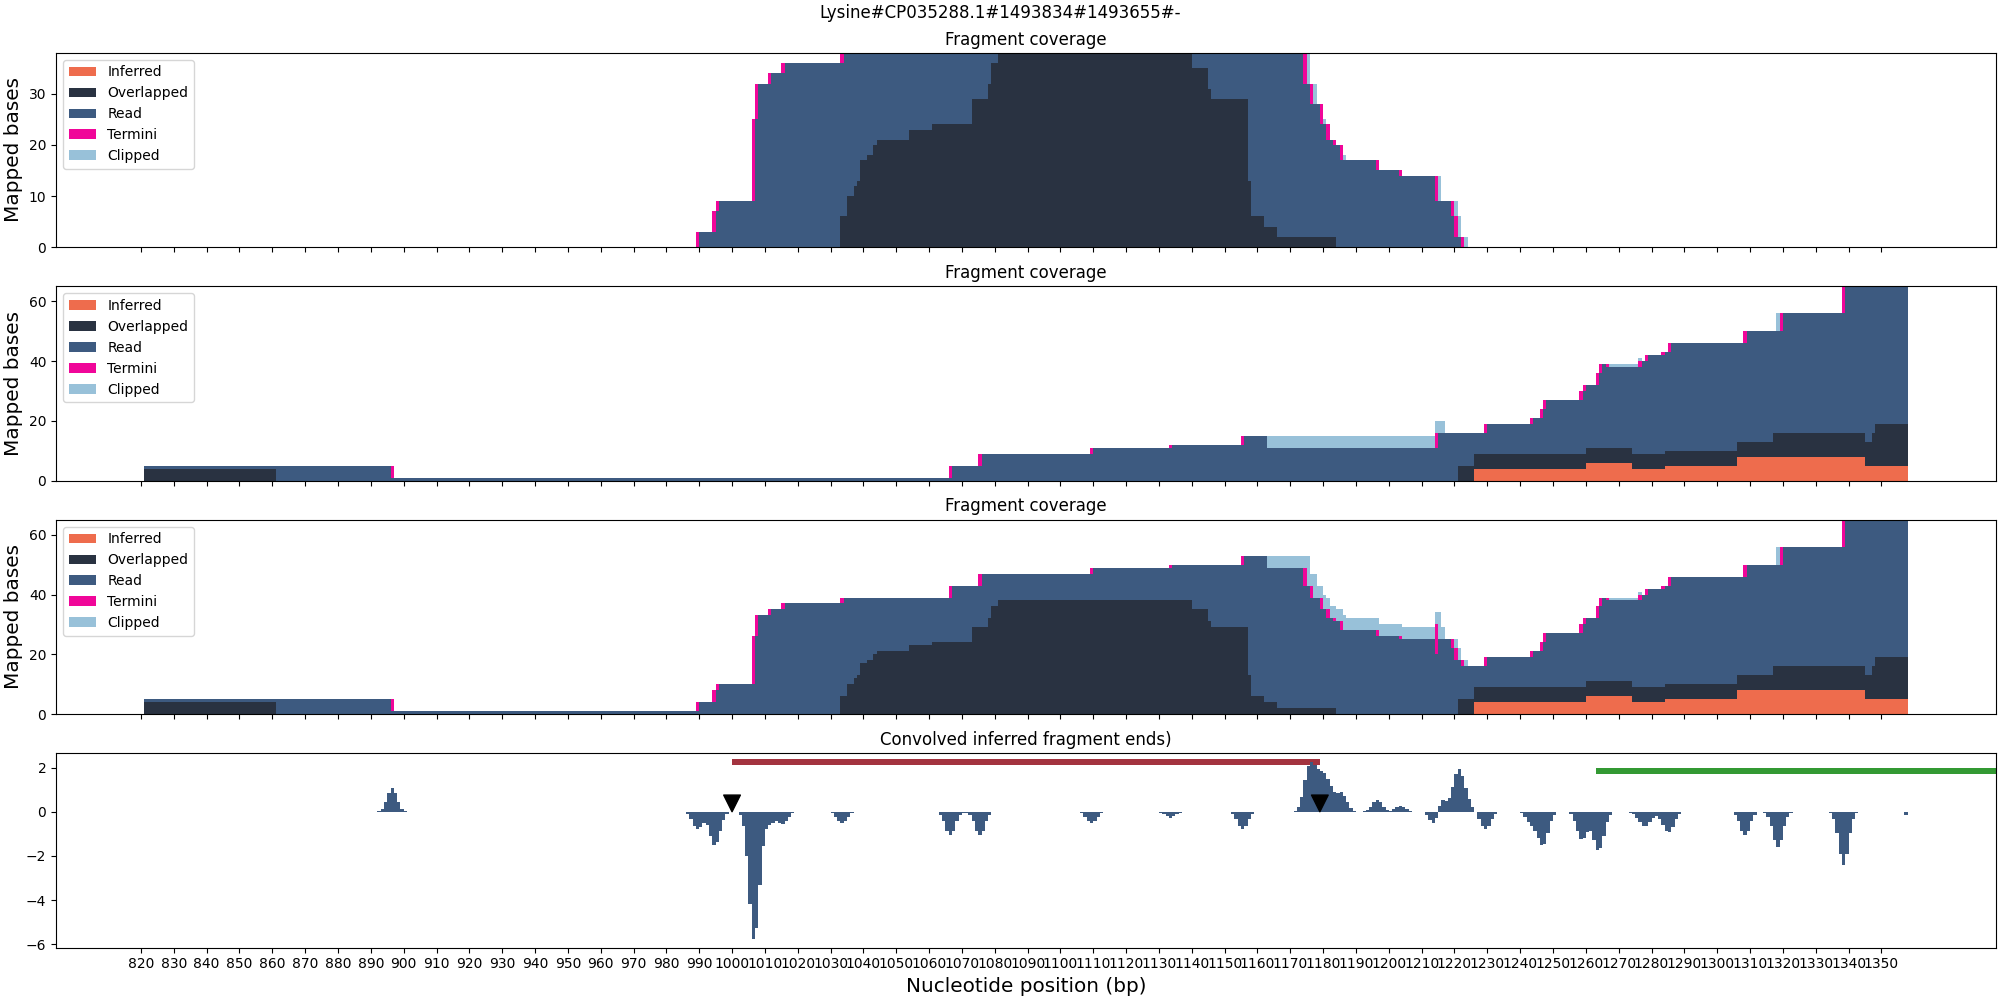 Lysine#CP035288.1#1493834#1493655#-
Fragment coverage
Mapped bases
30
20
10
0
Inferred
Overlapped
Read
Termini
Clipped
Fragment coverage
Mapped bases
60
40
20
0
Inferred
Overlapped
Read
Termini
Clipped
Fragment coverage
Mapped bases
60
40
20
0
Inferred
Overlapped
Read
Termini
Clipped
Convolved inferred fragment ends)
2
0
−2
−4
−6
820 830 840 850 860 870 880 890 900 910 920 930 940 950 960 970 980 990 1000 1010 1020 1030 1040 1050 1060 1070 1080 1090 1100 1110 1120 1130 1140 1150 1160 1170 1180 1190 1200 1210 1220 1230 1240 1250 1260 1270 1280 1290 1300 1310 1320 1330 1340 1350
Nucleotide position (bp)